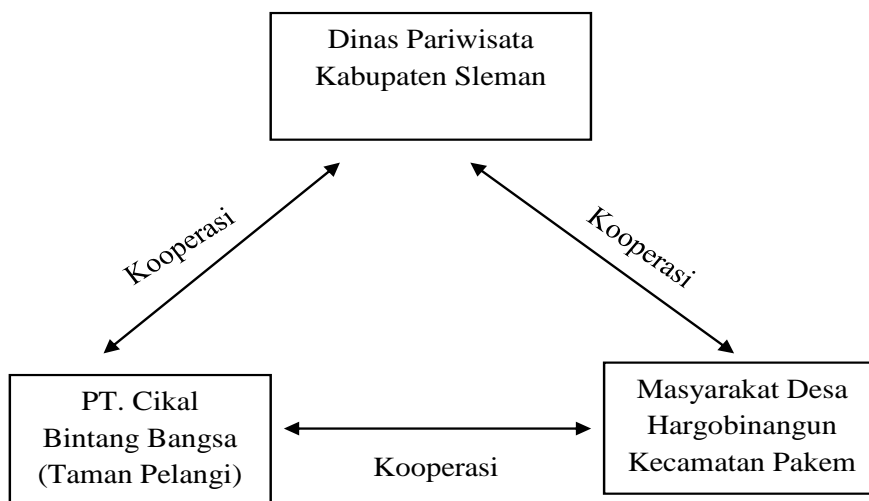 Dinas Pariwisata
Kabupaten Sleman
Kooperasi
Kooperasi
PT. Cikal
Bintang Bangsa
(Taman Pelangi)
Kooperasi
Masyarakat Desa
Hargobinangun
Kecamatan Pakem